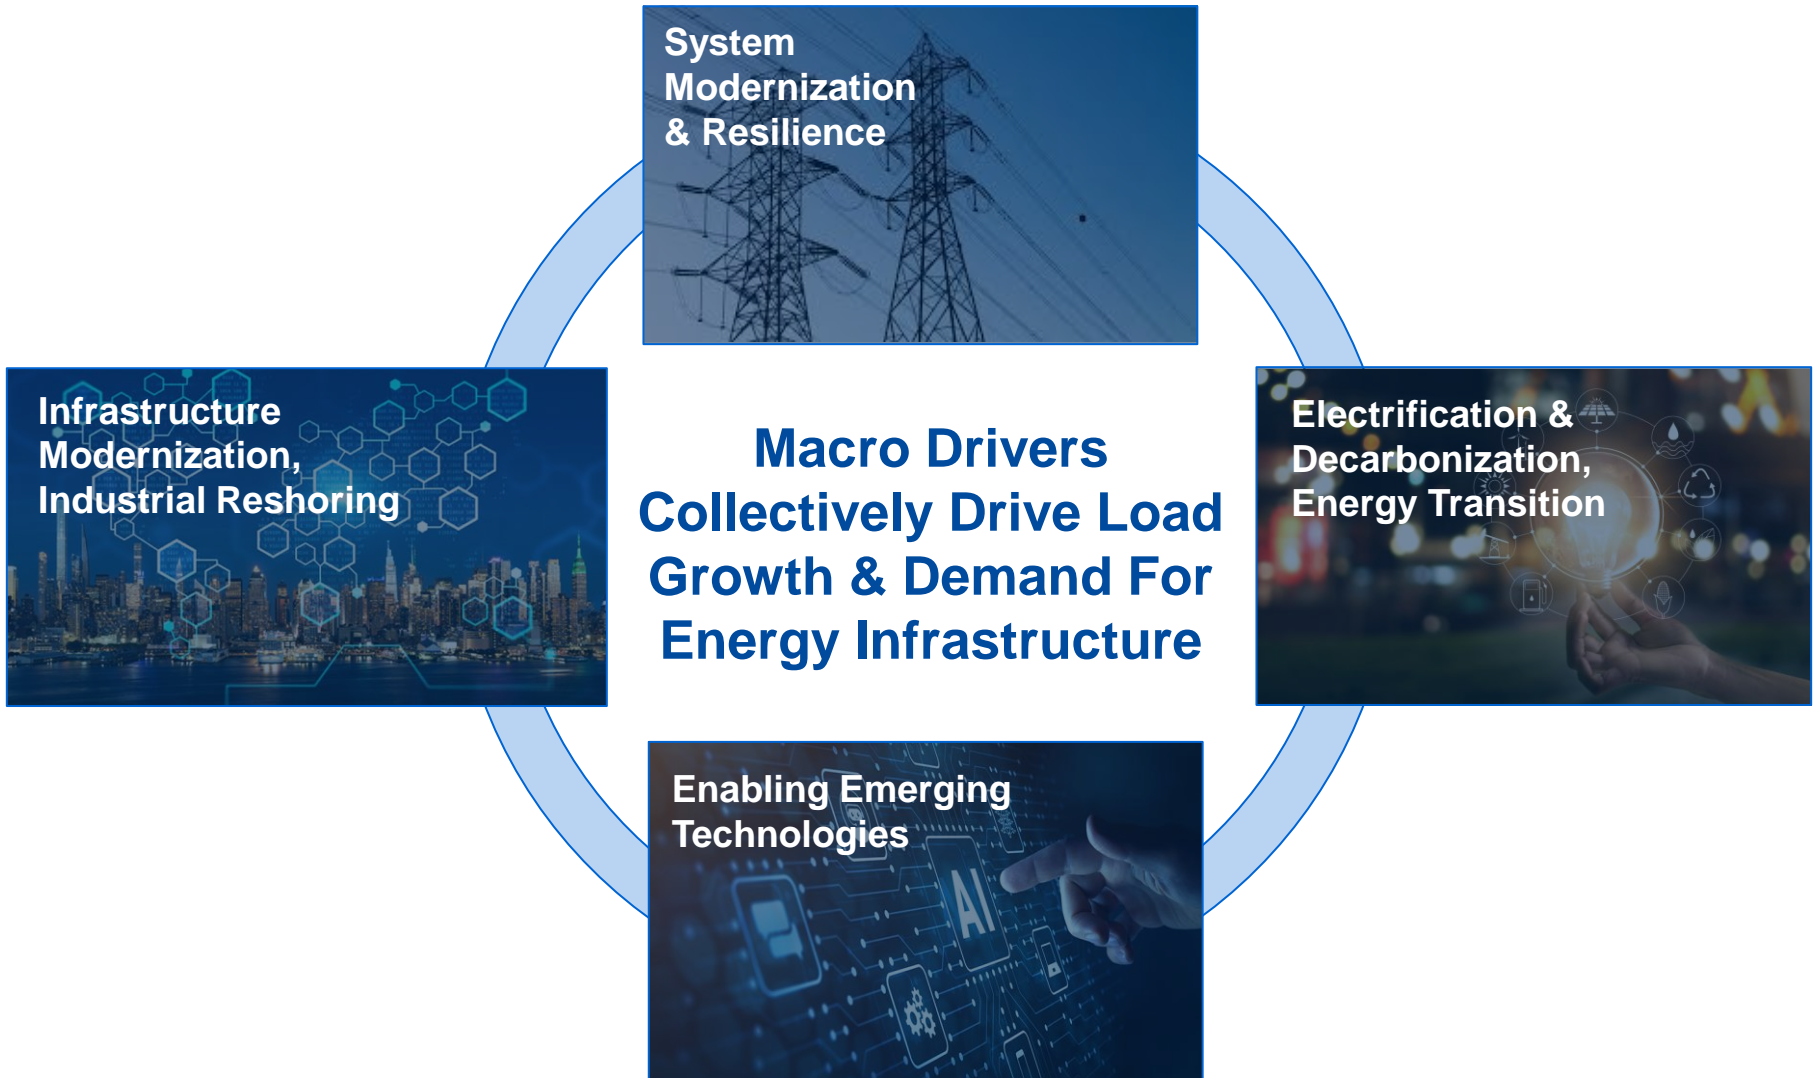 System
Modernization
& Resilience
Infrastructure
Modernization,
Industrial Reshoring
Macro Drivers
Collectively Drive Load
Growth & Demand For
Energy Infrastructure
Electrification &
Decarbonization,
Energy Transition
Enabling Emerging
Technologies
AI